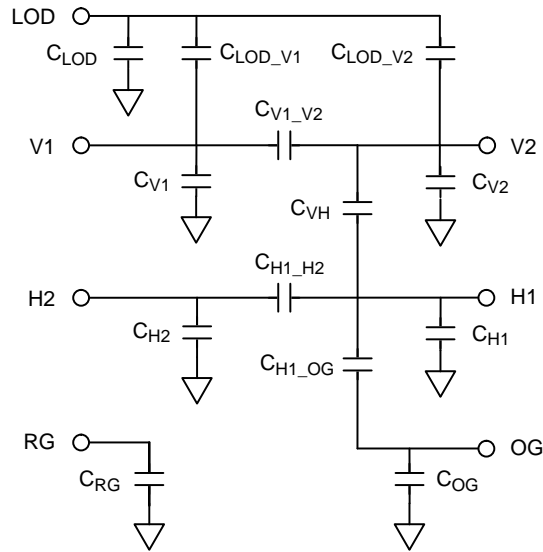 LOD
CLOD
CLOD_V1
CLOD_V2
CV1_V2
V1
V2
CV1
CVH
CV2
CH1_H2
H2
H1
CH2
CH1_OG
CH1
RG
OG
CRG
COG